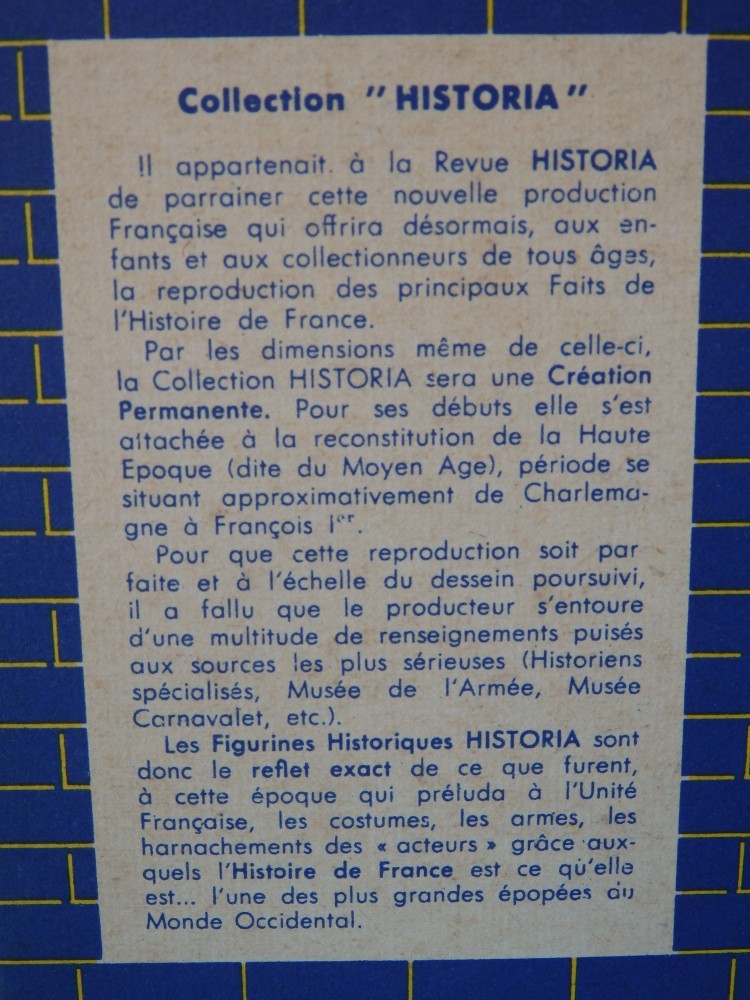 Collection " HISTORIA "
Il appartenait à la Revue HISTORIA
de parrainer cette nouvelle production
Française qui offrira désormais, aux en-
fants et aux collectionneurs de tous âges,
la reproduction des principaux Faits de
l'Histoire de France.
Par les dimensions même de celle-ci,
la Collection HISTORIA sera une Création
Permanente. Pour ses débuts elle s'est
attachée à la reconstitution de la Haute
Epoque (dite du Moyen Age), période se
situant approximativement de Charlema-
gne à François Ier.
Pour que cette reproduction soit par
faite et à l'échelle du dessein poursuivi,
il a fallu que le producteur s'entoure
d'une multitude de renseignements puisés
aux sources les plus sérieuses (Historiens
spécialisés, Musée de l'Armée, Musée
Carnavalet, etc.).
Les Figurines Historiques HISTORIA sont
donc le reflet exact de ce que furent,
à cette époque qui préluda à l'Unité
Française, les costumes, les armes, les
harnachements des « acteurs » grâce aux-
quels l'Histoire de France est ce qu'elle
est... l'une des plus grandes épopées du
Monde Occidental.